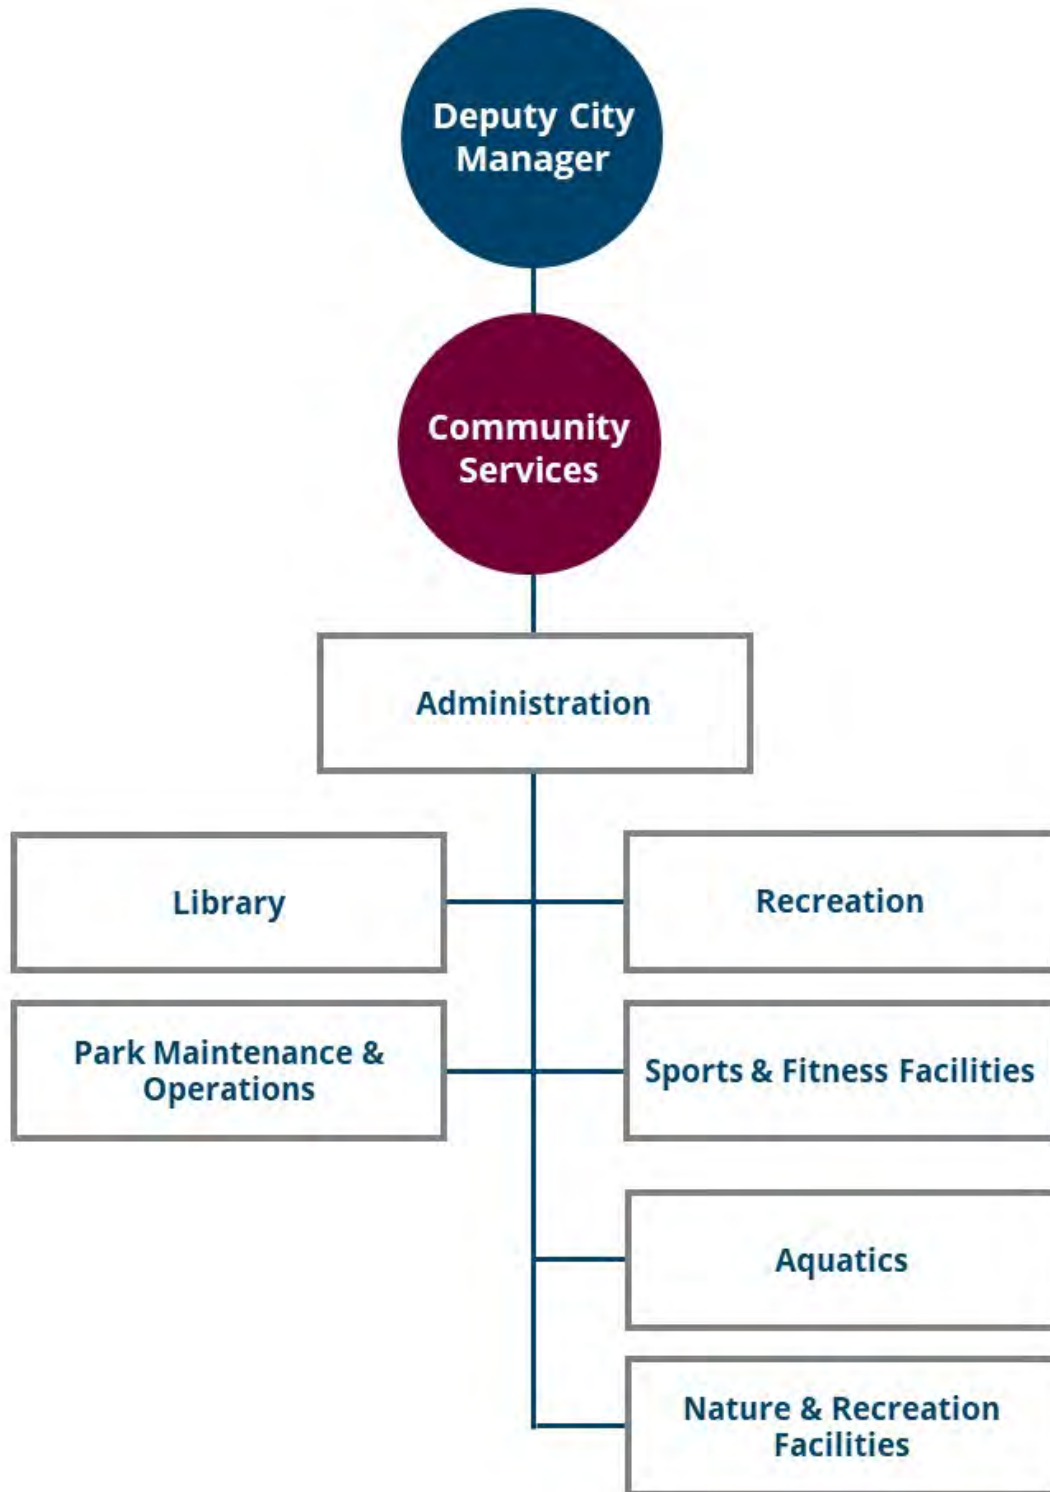 Deputy City
Manager
Community
Services
Administration
Library
Recreation
Park Maintenance &
Operations
Sports & Fitness Facilities
Aquatics
Nature & Recreation
Facilities